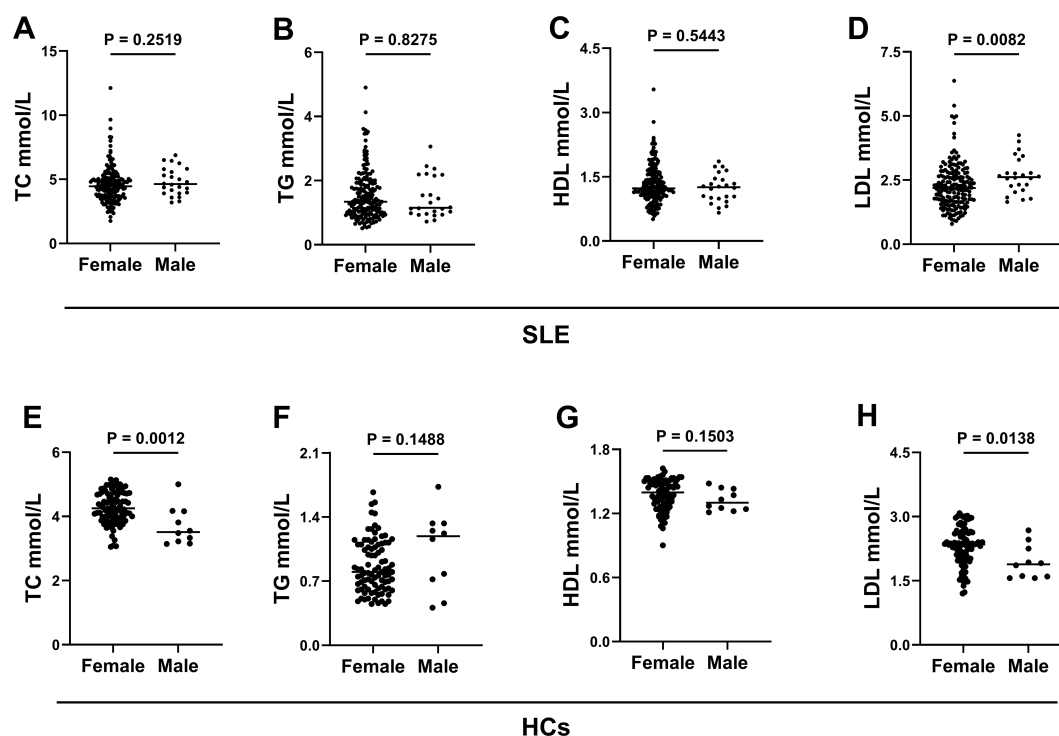 A
P = 0.2519
TC mmol/L
15
10
5
0
Female Male
B
P = 0.8275
TG mmol/L
6
4
2
0
Female Male
C
P = 0.5443
HDL mmol/L
4.5
3.0
1.5
0.0
Female Male
D
P = 0.0082
LDL mmol/L
7.5
5.0
2.5
0.0
Female Male
SLE
E
P = 0.0012
TC mmol/L
6
4
2
0
Female Male
F
P = 0.1488
TG mmol/L
2.1
1.4
0.7
0.0
Female Male
G
P = 0.1503
HDL mmol/L
1.8
1.2
0.6
0.0
Female Male
H
P = 0.0138
LDL mmol/L
4.5
3.0
1.5
0.0
Female Male
HCs